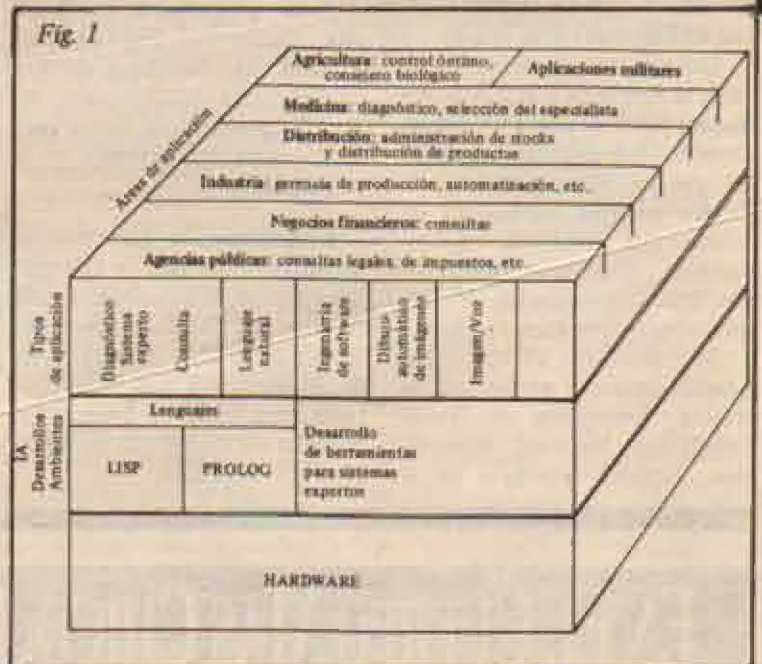 Fig. 1
Agricultura: control óptimo,
consejero biológico
Aplicaciones militares
Medicina: diagnóstico, selección del especialista
Distribución: administración de stocks
y distribución de productos
Industria: gerencia de producción, automatización, etc.
Negocios financieros: consultas
Agencias públicas: consultas legales, de impuestos, etc.
Areas de aplicación
Tipos
de aplicación
Diagnóstico
Sistema
experto
Consulta
Lenguaje
natural
Ingeniería
de software
Dibujo
automático
de imágenes
Imagen/Voz
IA
Desarrollos
Ambientes
Lenguajes
LISP
PROLOG
Desarrollo
de herramientas
para sistemas
expertos
HARDWARE